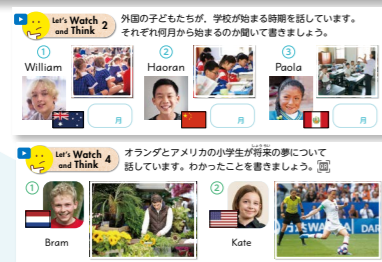 Let's Watch and Think 2
外国の子どもたちが，学校が始まる時期を話しています。
それぞれ何月から始まるのか聞いて書きましょう。
① William
② Haoran
③ Paola
月
月
月
Let's Watch and Think 4
オランダとアメリカの小学生が将来の夢について
しょうらい
話しています。わかったことを書きましょう。
① Bram
② Kate